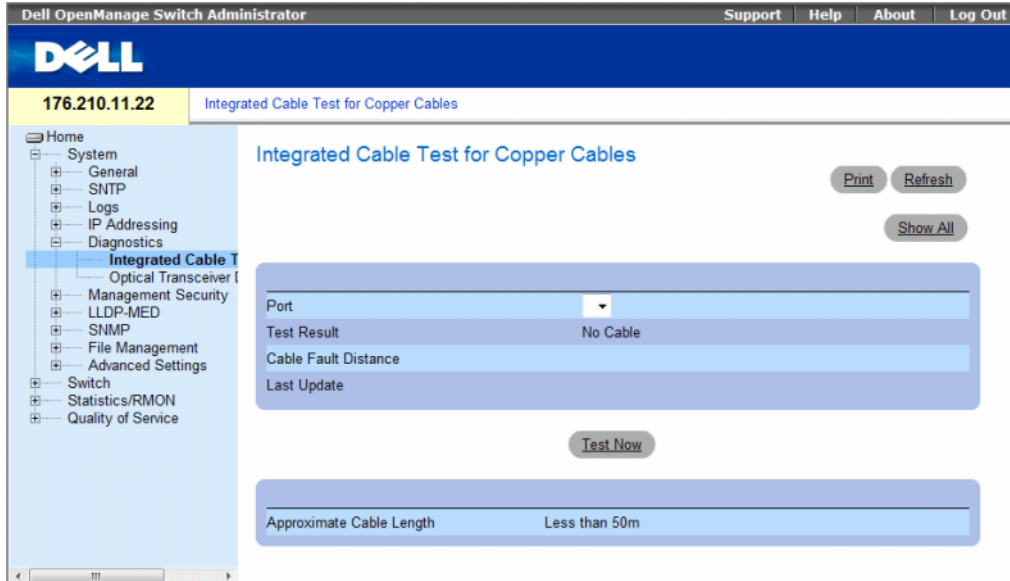 Dell OpenManage Switch Administrator
Support Help About Log Out
DELL
176.210.11.22
Integrated Cable Test for Copper Cables
Home
System
General
SNTP
Logs
IP Addressing
Diagnostics
Integrated Cable T
Optical Transceiver D
Management Security
LLDP-MED
SNMP
File Management
Advanced Settings
Switch
Statistics/RMON
Quality of Service
Integrated Cable Test for Copper Cables
Print Refresh
Show All
Port
Test Result No Cable
Cable Fault Distance
Last Update
Test Now
Approximate Cable Length Less than 50m